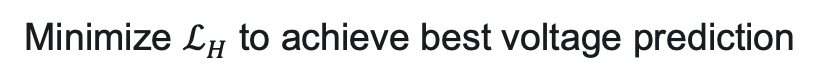 Minimize ℒ_H to achieve best voltage prediction